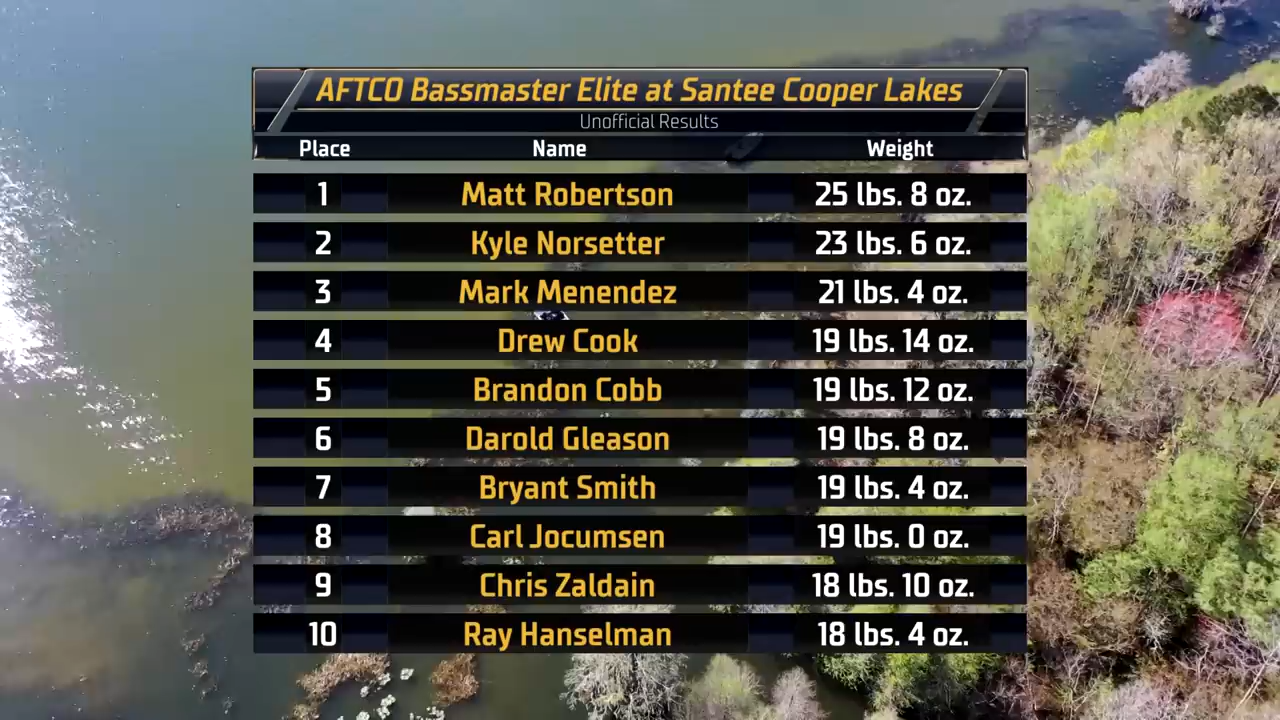 AFTCO Bassmaster Elite at Santee Cooper Lakes
Unofficial Results
Place Name Weight
1 Matt Robertson 25 lbs. 8 oz.
2 Kyle Norsetter 23 lbs. 6 oz.
3 Mark Menendez 21 lbs. 4 oz.
4 Drew Cook 19 lbs. 14 oz.
5 Brandon Cobb 19 lbs. 12 oz.
6 Darold Gleason 19 lbs. 8 oz.
7 Bryant Smith 19 lbs. 4 oz.
8 Carl Jocumsen 19 lbs. 0 oz.
9 Chris Zaldain 18 lbs. 10 oz.
10 Ray Hanselman 18 lbs. 4 oz.